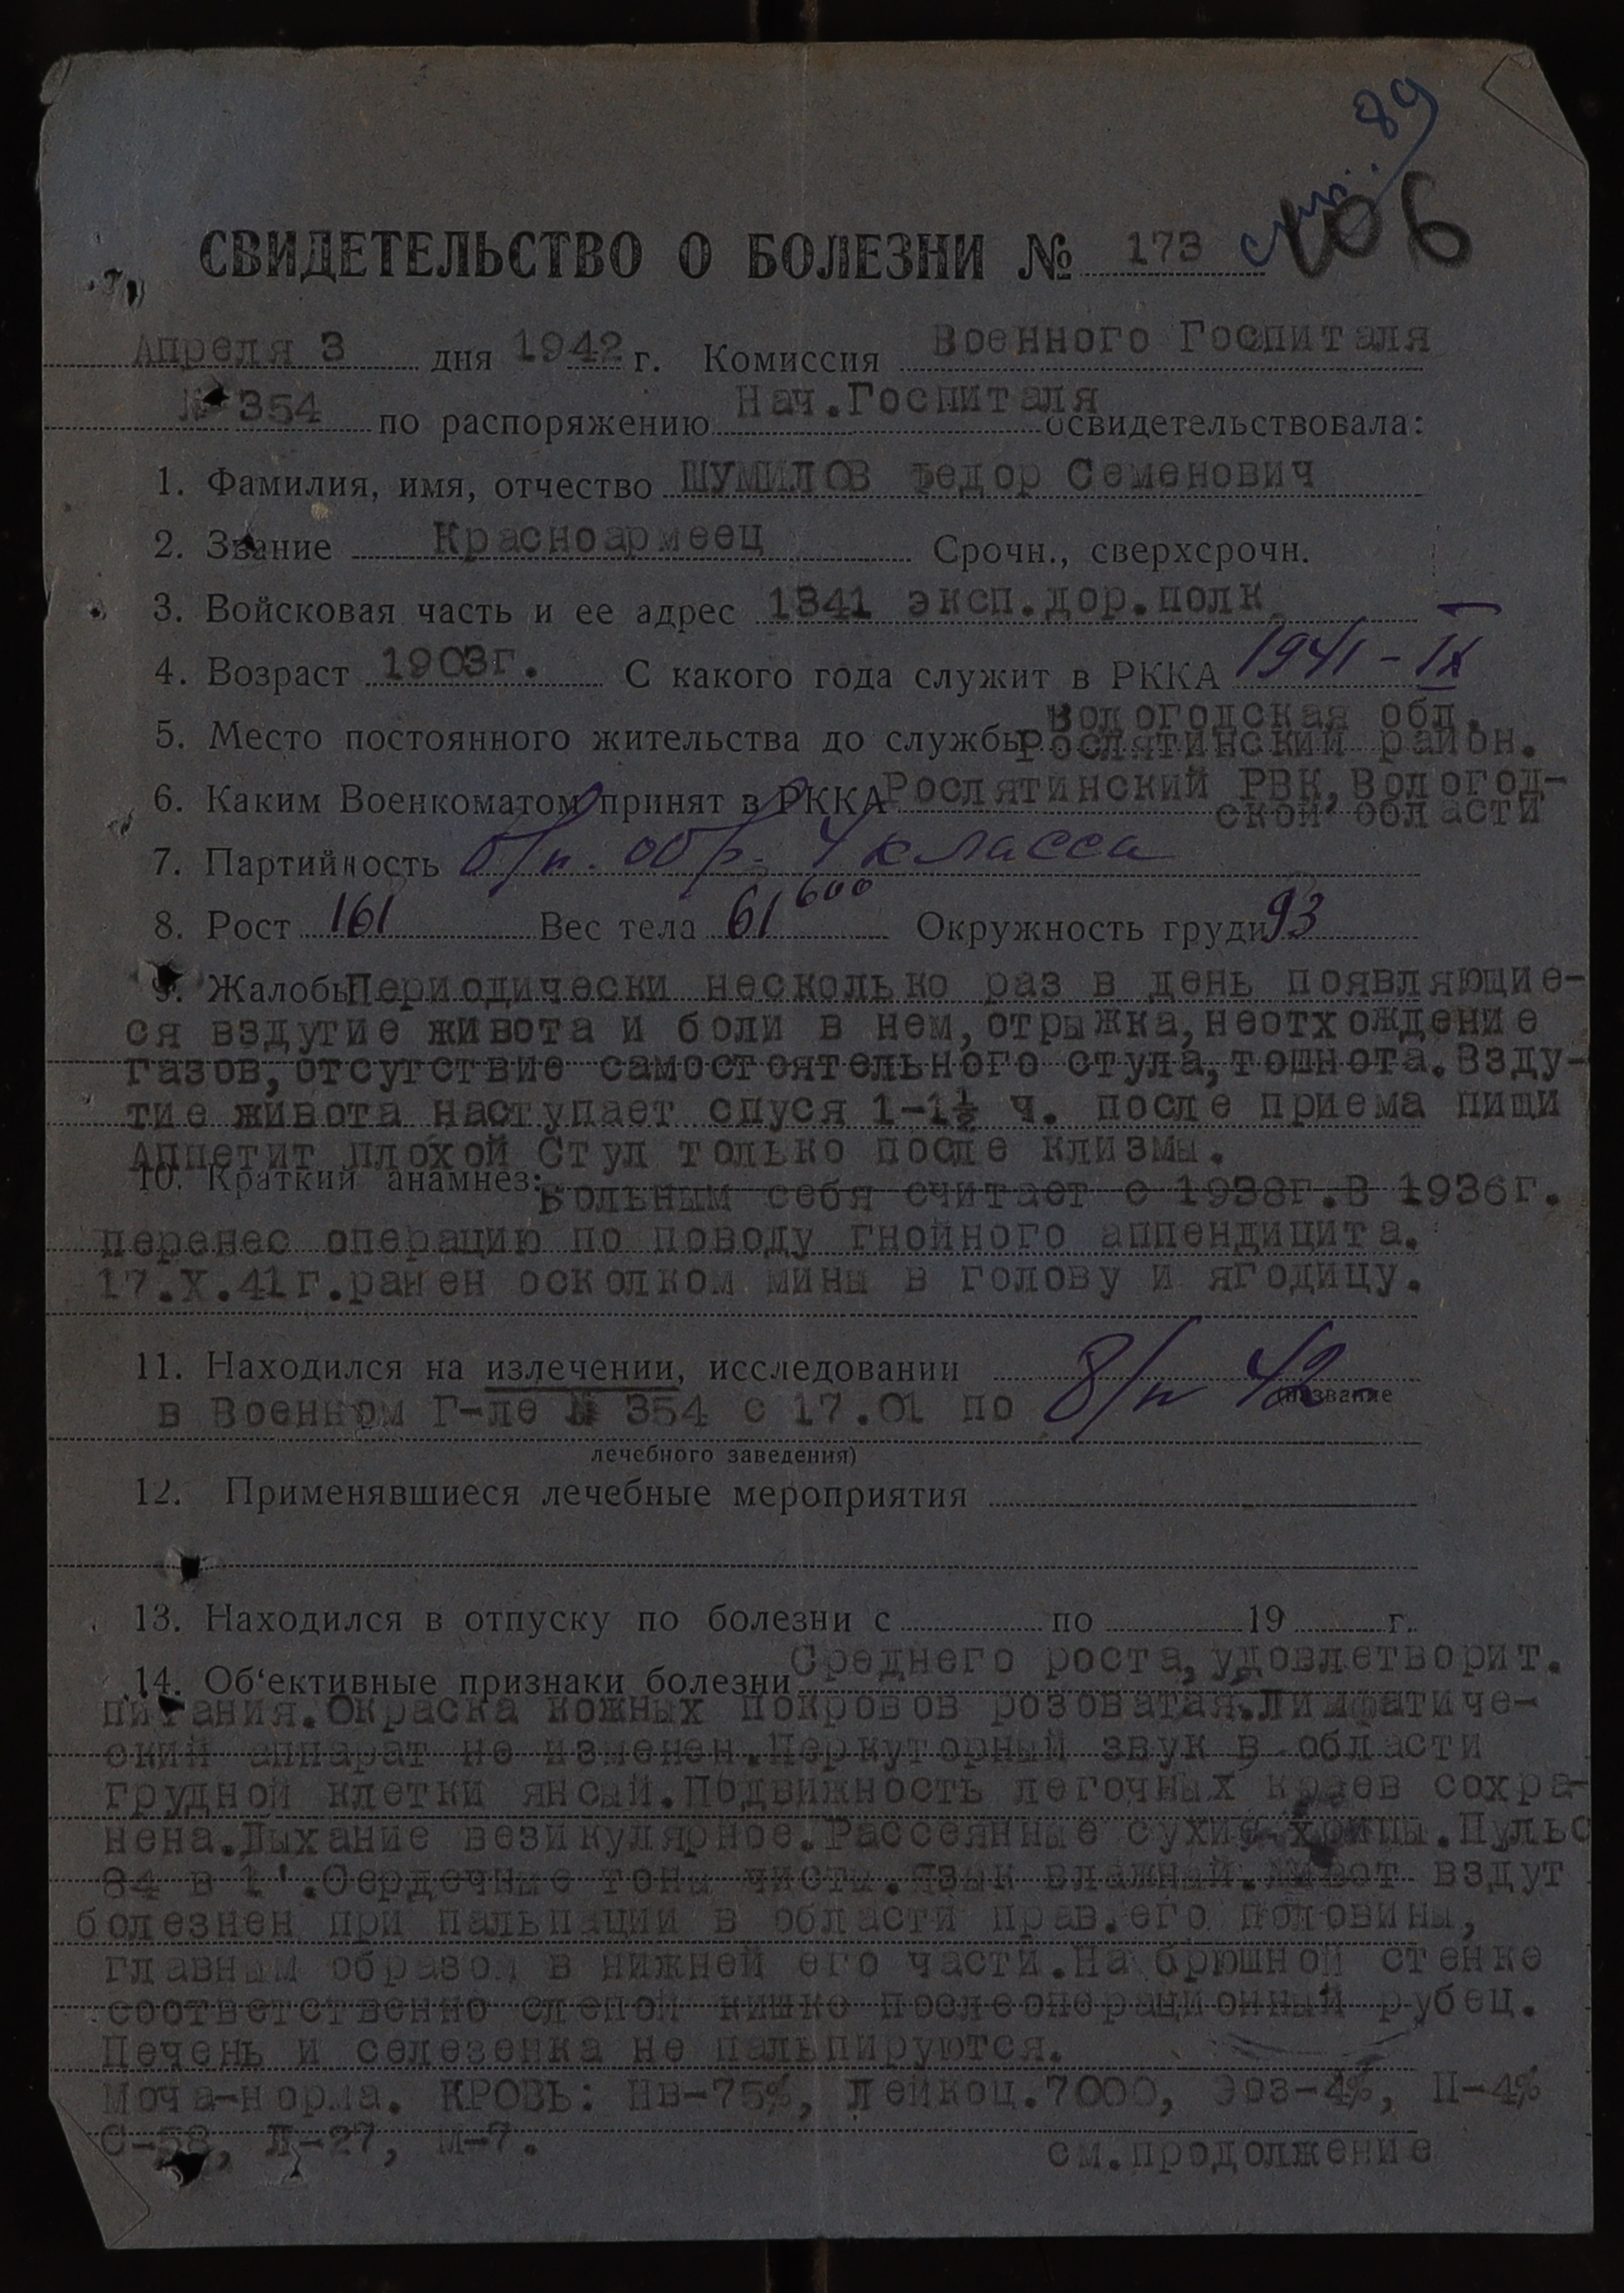 89
106
СВИДЕТЕЛЬСТВО О БОЛЕЗНИ № 173
Апреля 3 дня 1942 г. Комиссия Военного Госпиталя
№ 354 по распоряжению Нач.Госпиталя освидетельствовала:
1. Фамилия, имя, отчество ШУМИЛОВ Федор Семенович
2. Звание Красноармеец Срочн., сверхсрочн.
3. Войсковая часть и ее адрес 1341 эксп.дор.полк
4. Возраст 1903г. С какого года служит в РККА 1941 - IX
Вологодская обл.
5. Место постоянного жительства до службы Рослятинский район.
6. Каким Военкоматом принят в РККА Рослятинский РВК, Вологод-
ской области
7. Партийность б/п. обр. 4 класса
8. Рост 161 Вес тела 61 600 Окружность груди 93
9. Жалобы Периодически несколько раз в день появляющие-
ся вздутие живота и боли в нем, отрыжка, неотхождение
газов, отсутствие самостоятельного стула, тошнота. Взду-
тие живота наступает спуся 1-1½ ч. после приема пищи
Аппетит плохой Стул только после клизмы.
10. Краткий анамнез: Больным себя считает с 1938г. В 1936г.
перенес операцию по поводу гнойного аппендицита.
17.X.41г. ранен осколком мины в голову и ягодицу.
11. Находился на излечении, исследовании
(название
в Военном Г-ле № 354 с 17.01 по 8/IV 42
лечебного заведения)
12. Применявшиеся лечебные мероприятия
13. Находился в отпуску по болезни с по 19 г.
14. Об‘ективные признаки болезни Среднего роста, удовлетворит.
питания. Окраска кожных покровов розоватая. Лимфатиче-
ский аппарат не изменен. Перкуторный звук в области
грудной клетки янсый. Подвижность легочных краев сохра-
нена. Дыхание везикулярное. Рассеянные сухие хрипы. Пульс
84 в 1'. Сердечные тоны чисты. Язык влажный. Живот вздут
болезнен при пальпации в области прав. его половины,
главным образом в нижней его части. На брюшной стенке
соответственно слепой кишке послеоперационный рубец.
Печень и селезенка не пальпируются.
Моча-норма. КРОВЬ: Нв-75%, Лейкоц. 7000, Эоз-4%, П-4%
С-58, Л-27, М-7.
см. продолжение